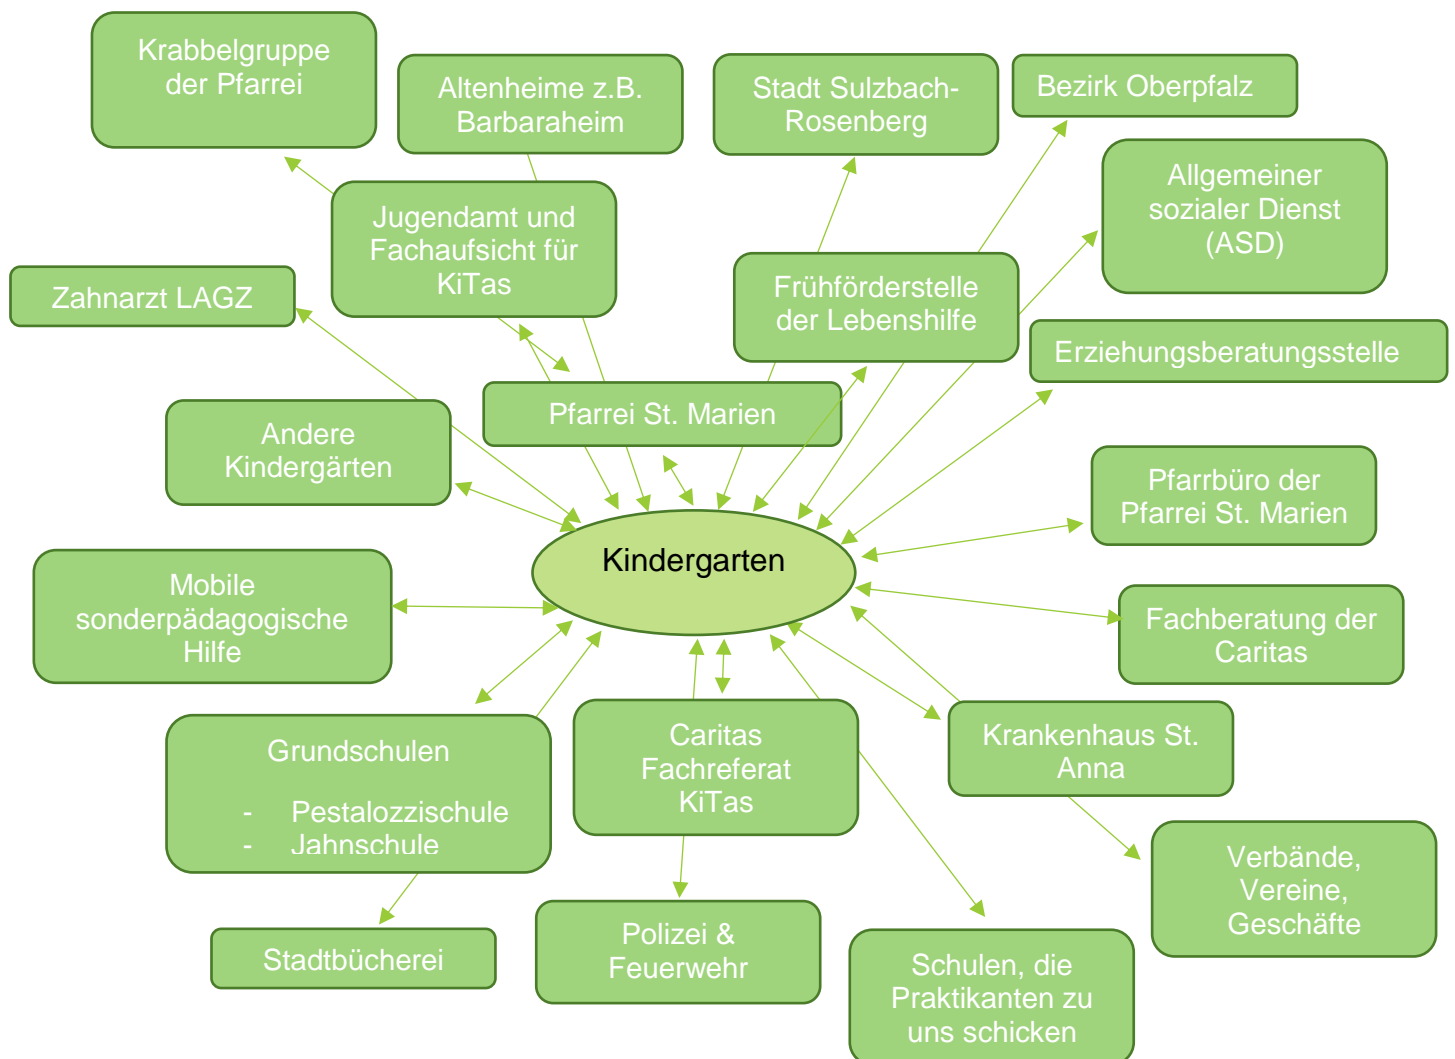 Krabbelgruppe
der Pfarrei
Altenheime z.B.
Barbaraheim
Stadt Sulzbach-
Rosenberg
Bezirk Oberpfalz
Allgemeiner
sozialer Dienst
(ASD)
Jugendamt und
Fachaufsicht für
KiTas
Zahnarzt LAGZ
Frühförderstelle
der Lebenshilfe
Erziehungsberatungsstelle
Pfarrei St. Marien
Andere
Kindergärten
Pfarrbüro der
Pfarrei St. Marien
Kindergarten
Mobile
sonderpädagogische
Hilfe
Fachberatung der
Caritas
Grundschulen
- Pestalozzischule
- Jahnschule
Caritas
Fachreferat
KiTas
Krankenhaus St.
Anna
Verbände,
Vereine,
Geschäfte
Stadtbücherei
Polizei &
Feuerwehr
Schulen, die
Praktikanten zu
uns schicken